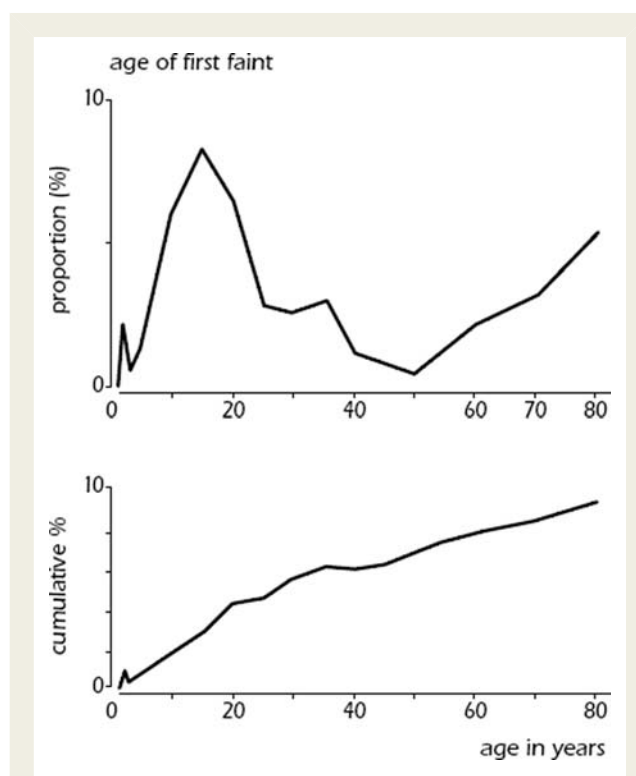 age of first faint
10
proportion (%)
0
0 20 40 60 70 80
10
cumulative %
0
0 20 40 60 80
age in years